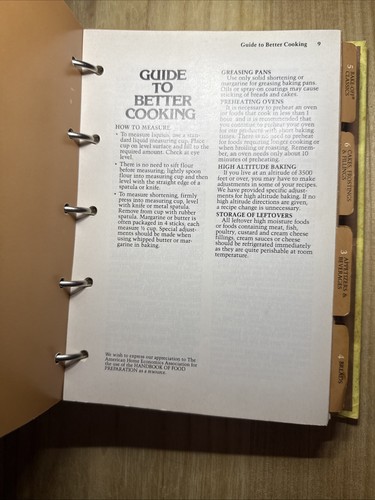 Guide to Better Cooking 9
GUIDE
TO
BETTER
COOKING
HOW TO MEASURE
• To measure liquids, use a stan-
dard liquid measuring cup. Place
cup on level surface and fill to the
required amount. Check at eye
level.
• There is no need to sift flour
before measuring; lightly spoon
flour into measuring cup and then
level with the straight edge of a
spatula or knife.
• To measure shortening, firmly
press into measuring cup, level
with knife or metal spatula.
Remove from cup with rubber
spatula. Margarine or butter is
often packaged in 4 sticks, each
measure ½ cup. Special adjust-
ments should be made when
using whipped butter or mar-
garine in baking.
We wish to express our appreciation to The
American Home Economics Association for
the use of the HANDBOOK OF FOOD
PREPARATION as a resource.
GREASING PANS
Use only solid shortening or
margarine for greasing baking pans.
Oils or spray-on coatings may cause
sticking of breads and cakes.
PREHEATING OVENS
It is necessary to preheat an oven
for foods that cook in less than 1
hour and it is recommended that
you continue to preheat your oven
for our products with short baking
times. There is no need to preheat
for foods requiring longer cooking or
when broiling or roasting. Remem-
ber, an oven needs only about 10
minutes of preheating.
HIGH ALTITUDE BAKING
If you live at an altitude of 3500
feet or over, you may have to make
adjustments in some of your recipes.
We have provided specific adjust-
ments for high altitude baking. If no
high altitude directions are given,
a recipe change is unnecessary.
STORAGE OF LEFTOVERS
All leftover high moisture foods
or foods containing meat, fish,
poultry, custard and cream cheese
fillings, cream sauces or cheese
should be refrigerated immediately
as they are quite perishable at room
temperature.
3 APPETIZERS &
BEVERAGES
4 BREADS